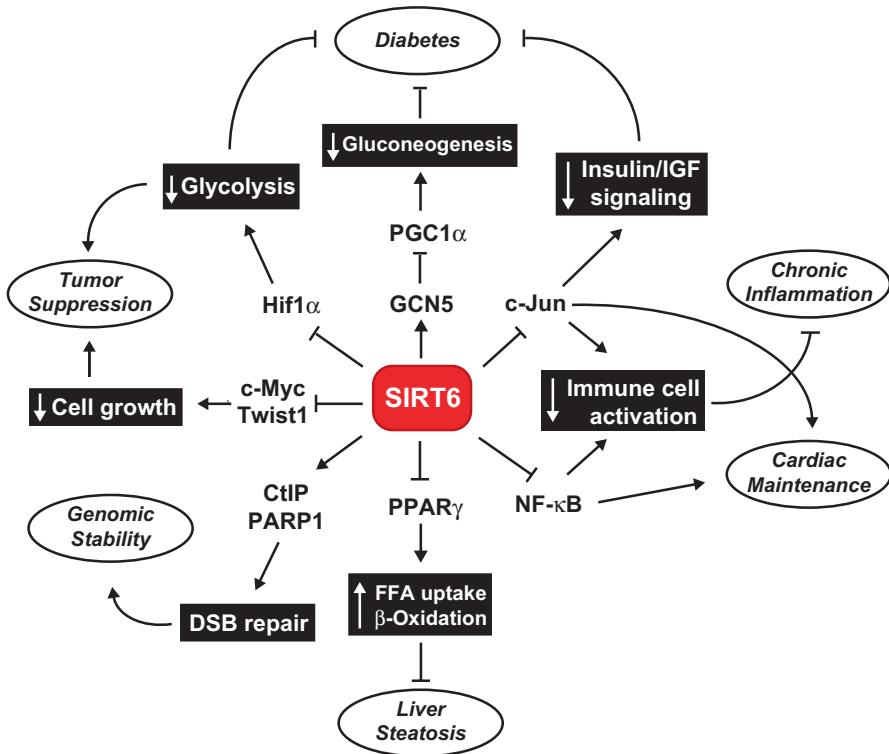 Diabetes
↓ Gluconeogenesis
↓ Glycolysis
↓ Insulin/IGF
signaling
PGC1α
Tumor
Suppression
Chronic
Inflammation
Hif1α
GCN5
c-Jun
SIRT6
c-Myc
Twist1
↓ Cell growth
↓ Immune cell
activation
Cardiac
Maintenance
CtIP
PARP1
PPARγ
NF-κB
Genomic
Stability
DSB repair
↑ FFA uptake
β-Oxidation
Liver
Steatosis